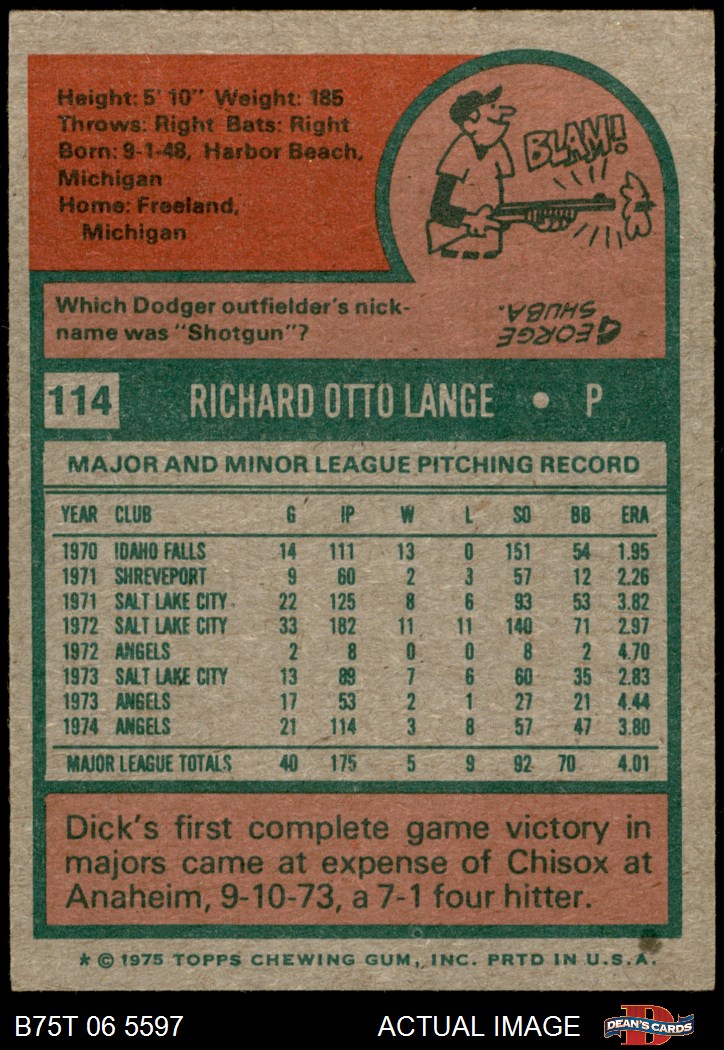 Height: 5' 10" Weight: 185
Throws: Right Bats: Right
Born: 9-1-48, Harbor Beach,
Michigan
Home: Freeland,
Michigan
BLAM!
Which Dodger outfielder's nick-
name was "Shotgun"?
GEORGE
SHUBA.
114 RICHARD OTTO LANGE • P
MAJOR AND MINOR LEAGUE PITCHING RECORD
YEAR CLUB G IP W L SO BB ERA
1970 IDAHO FALLS 14 111 13 0 151 54 1.95
1971 SHREVEPORT 9 60 2 3 57 12 2.26
1971 SALT LAKE CITY 22 125 8 6 93 53 3.82
1972 SALT LAKE CITY 33 182 11 11 140 71 2.97
1972 ANGELS 2 8 0 0 8 2 4.70
1973 SALT LAKE CITY 13 89 7 6 60 35 2.83
1973 ANGELS 17 53 2 1 27 21 4.44
1974 ANGELS 21 114 3 8 57 47 3.80
MAJOR LEAGUE TOTALS 40 175 5 9 92 70 4.01
Dick's first complete game victory in
majors came at expense of Chisox at
Anaheim, 9-10-73, a 7-1 four hitter.
* © 1975 TOPPS CHEWING GUM, INC. PRTD IN U.S.A.
B75T 06 5597 ACTUAL IMAGE D DEAN'S CARDS